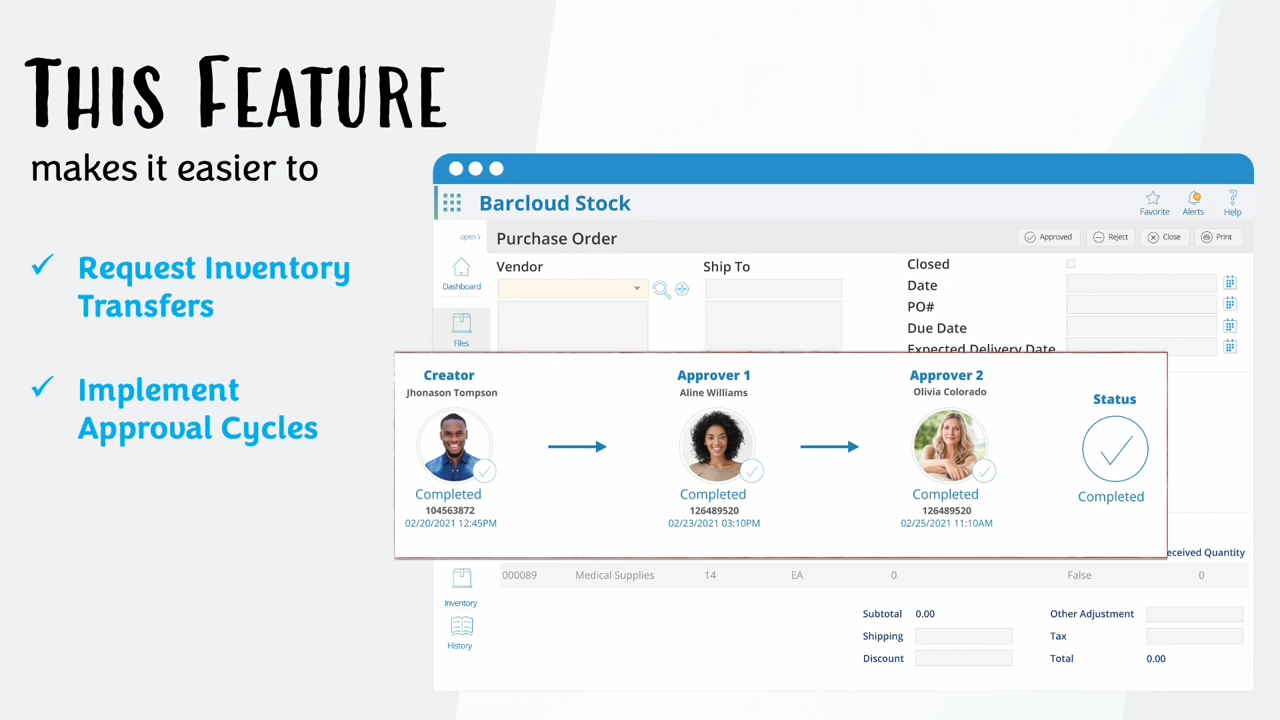 THIS FEATURE
makes it easier to
✓ Request Inventory
Transfers
✓ Implement
Approval Cycles
Barcloud Stock
Favorite Alerts Help
open >
Purchase Order
Approved Reject Close Print
Dashboard
Files
Vendor
Ship To
Closed
Date
PO#
Due Date
Expected Delivery Date
Creator
Jhonason Tompson
Completed
104563872
02/20/2021 12:45PM
Approver 1
Aline Williams
Completed
126489520
02/23/2021 03:10PM
Approver 2
Olivia Colorado
Completed
126489520
02/25/2021 11:10AM
Status
Completed
eceived Quantity
000089 Medical Supplies 14 EA 0 False 0
Inventory
History
Subtotal 0.00 Other Adjustment
Shipping Tax
Discount Total 0.00